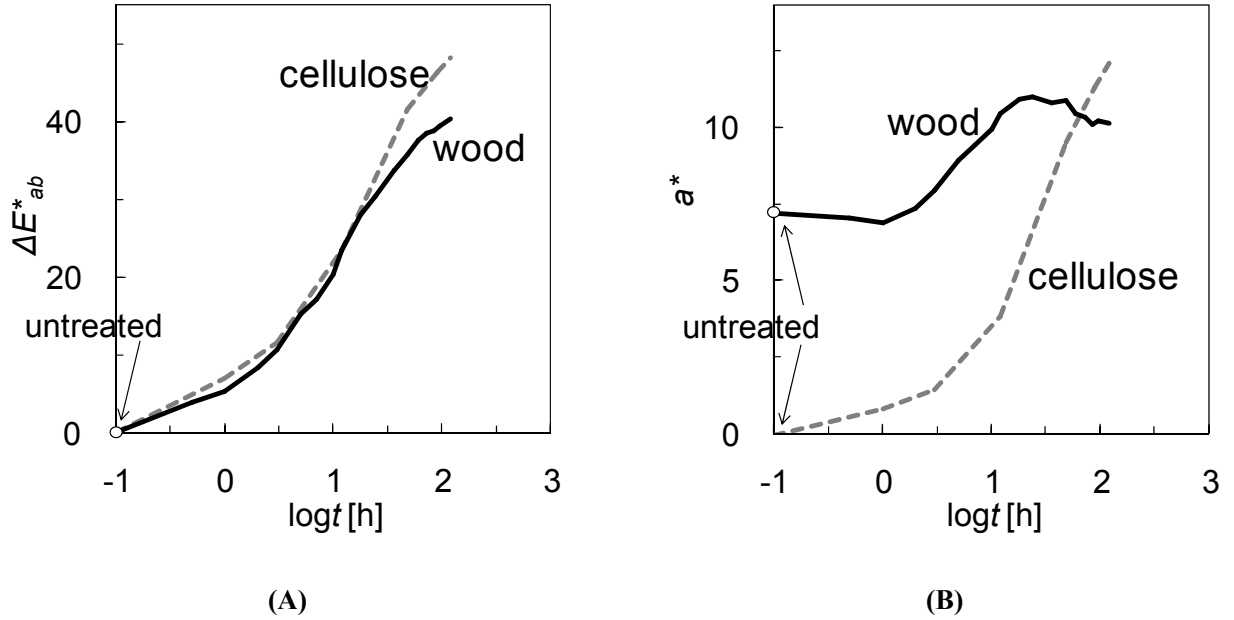 40
20
0
ΔE*ab
cellulose
wood
untreated
-1 0 1 2 3
logt [h]
(A)
10
5
0
a*
wood
cellulose
untreated
-1 0 1 2 3
logt [h]
(B)